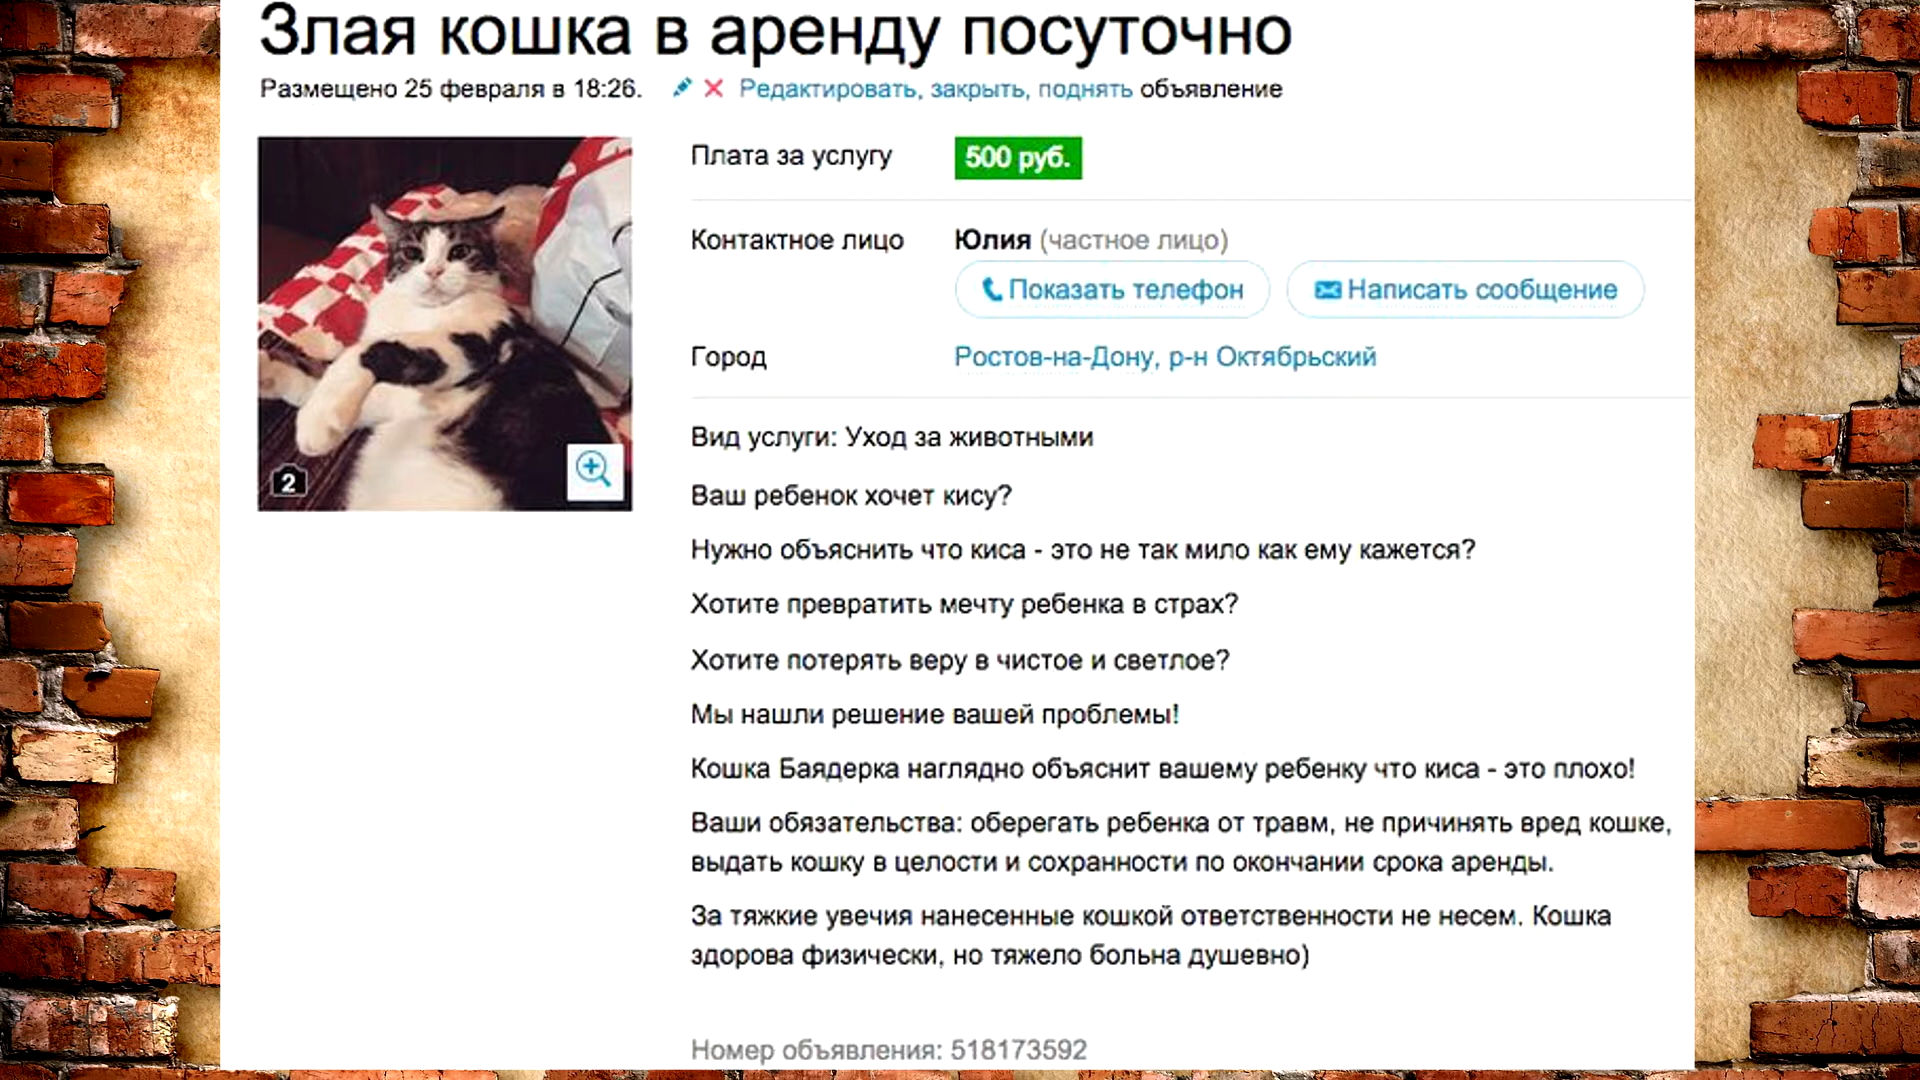 Злая кошка в аренду посуточно
Размещено 25 февраля в 18:26. Редактировать, закрыть, поднять объявление
Плата за услугу 500 руб.
Контактное лицо Юлия (частное лицо)
Показать телефон Написать сообщение
Город Ростов-на-Дону, р-н Октябрьский
2
Вид услуги: Уход за животными
Ваш ребенок хочет кису?
Нужно объяснить что киса - это не так мило как ему кажется?
Хотите превратить мечту ребенка в страх?
Хотите потерять веру в чистое и светлое?
Мы нашли решение вашей проблемы!
Кошка Баядерка наглядно объяснит вашему ребенку что киса - это плохо!
Ваши обязательства: оберегать ребенка от травм, не причинять вред кошке,
выдать кошку в целости и сохранности по окончании срока аренды.
За тяжкие увечия нанесенные кошкой ответственности не несем. Кошка
здорова физически, но тяжело больна душевно)
Номер объявления: 518173592